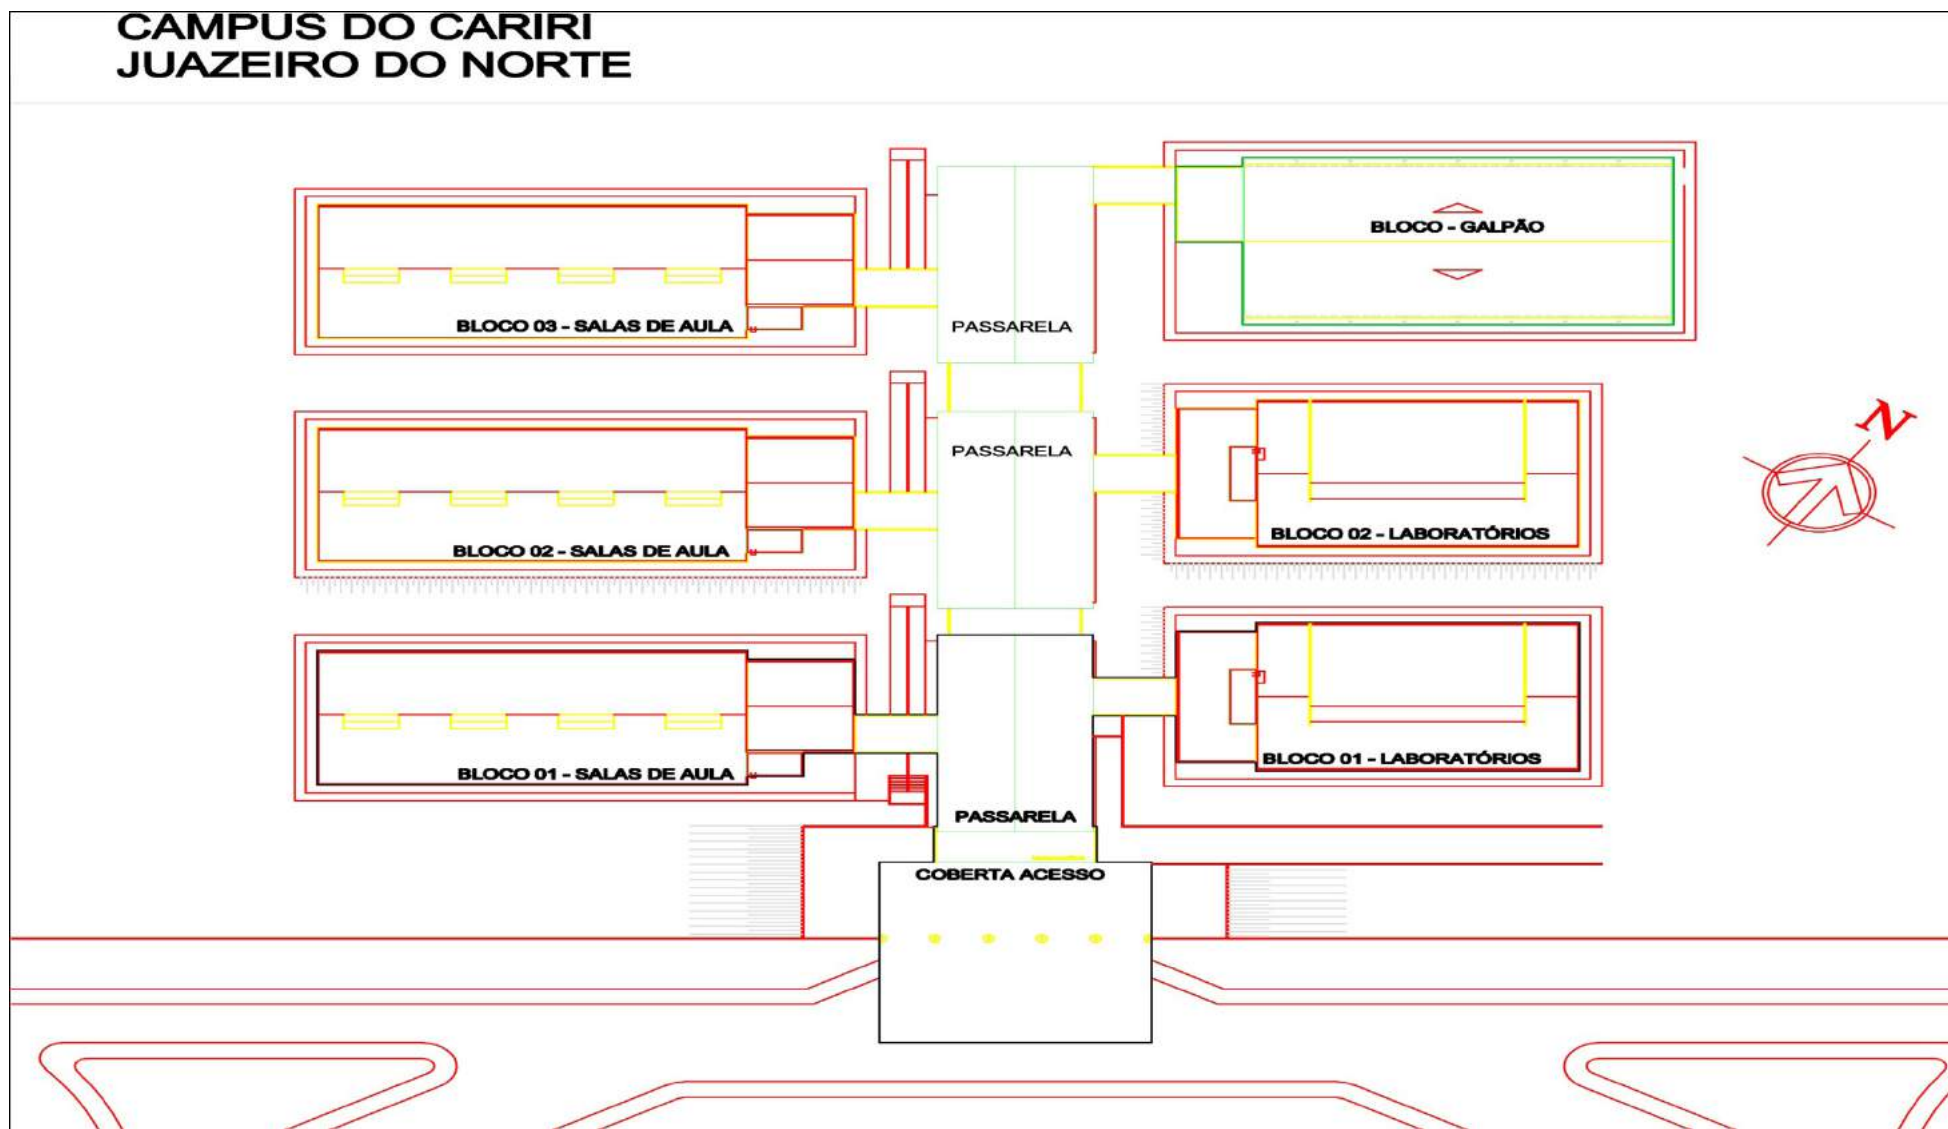 CAMPUS DO CARIRI
JUAZEIRO DO NORTE
BLOCO - GALPÃO
BLOCO 03 - SALAS DE AULA
PASSARELA
N
PASSARELA
BLOCO 02 - LABORATÓRIOS
BLOCO 02 - SALAS DE AULA
BLOCO 01 - LABORATÓRIOS
BLOCO 01 - SALAS DE AULA
PASSARELA
COBERTA ACESSO